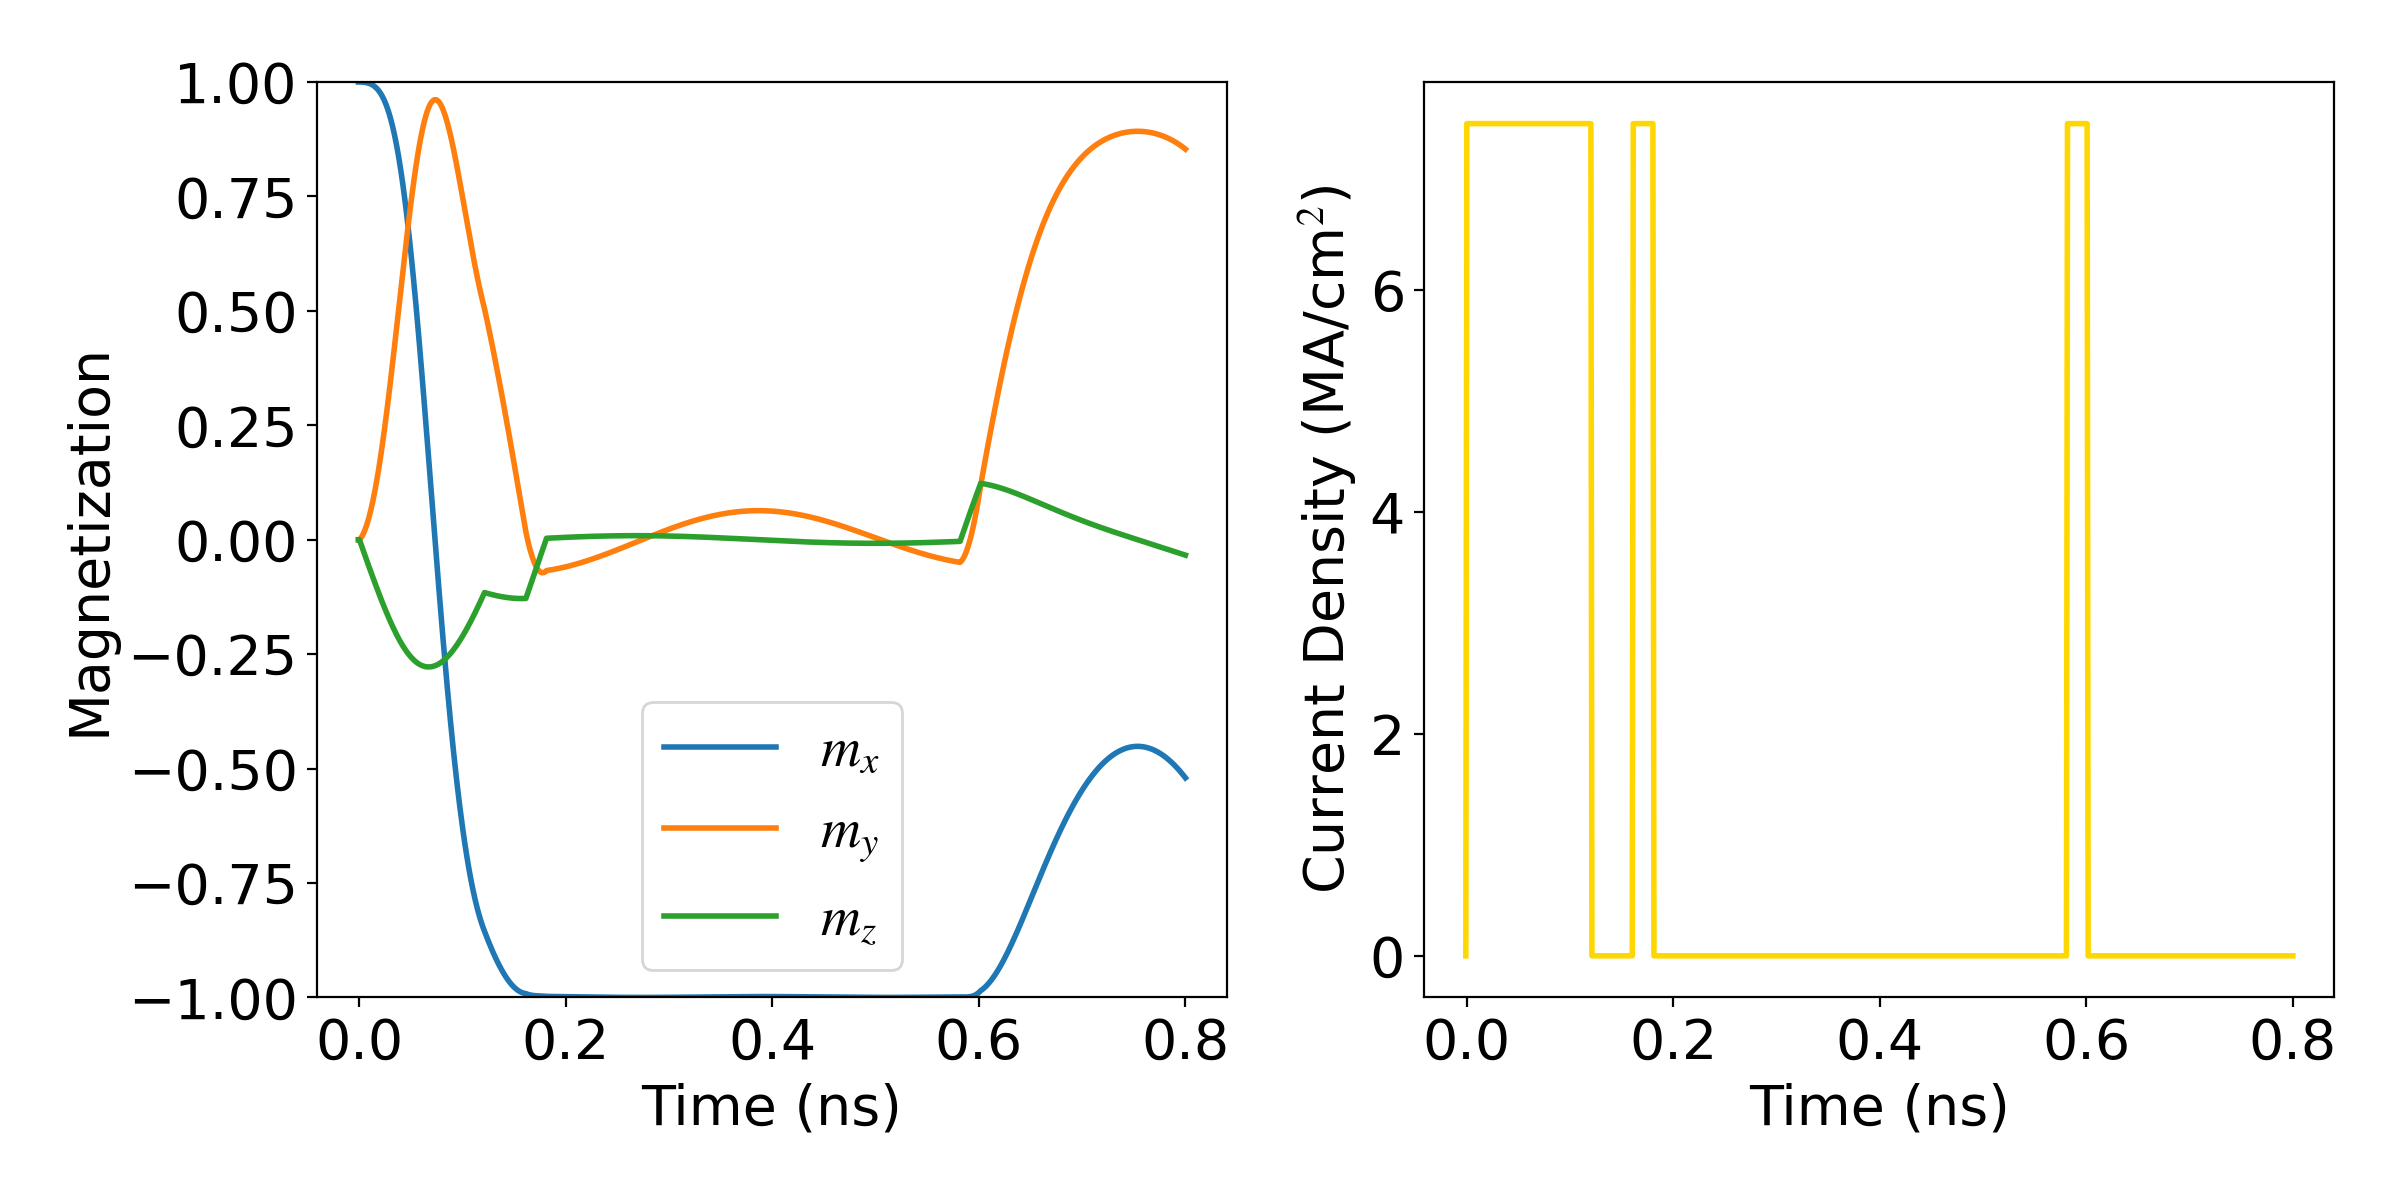 1.00
0.75
0.50
0.25
0.00
−0.25
−0.50
−0.75
−1.00
Magnetization
0.0 0.2 0.4 0.6 0.8
Time (ns)
m_x
m_y
m_z
6
4
2
0
Current Density (MA/cm²)
0.0 0.2 0.4 0.6 0.8
Time (ns)